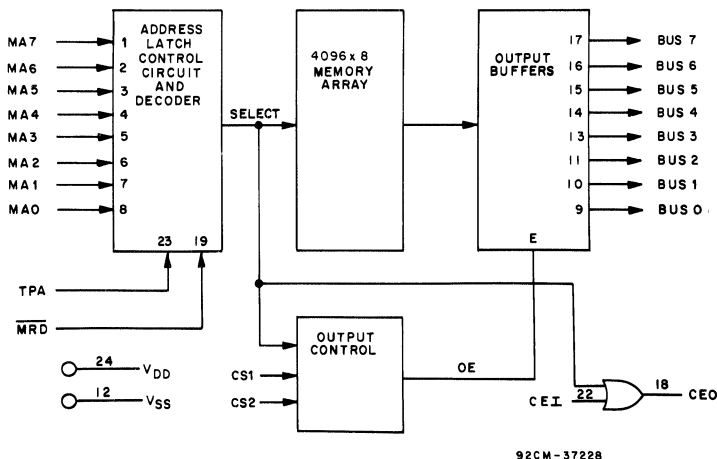 MA7 1
MA6 2
MA5 3
MA4 4
MA3 5
MA2 6
MA1 7
MA0 8
ADDRESS
LATCH
CONTROL
CIRCUIT
AND
DECODER
23 19
TPA
MRD
SELECT
4096 x 8
MEMORY
ARRAY
OUTPUT
BUFFERS
17 BUS 7
16 BUS 6
15 BUS 5
14 BUS 4
13 BUS 3
11 BUS 2
10 BUS 1
9 BUS 0
E
OUTPUT
CONTROL
CS1
CS2
OE
CEI 22
18 CEO
24 VDD
12 VSS
92CM-37228